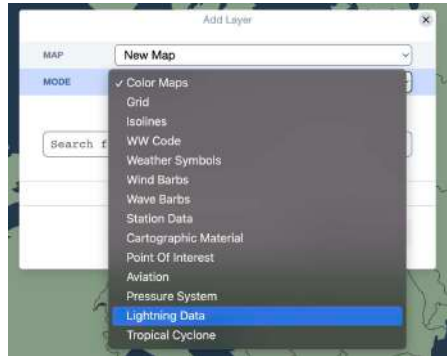 Add Layer
MAP New Map
MODE ✓ Color Maps
Grid
Isolines
WW Code
Search f
Weather Symbols
Wind Barbs
Wave Barbs
Station Data
Cartographic Material
Point Of Interest
Aviation
Pressure System
Lightning Data
Tropical Cyclone